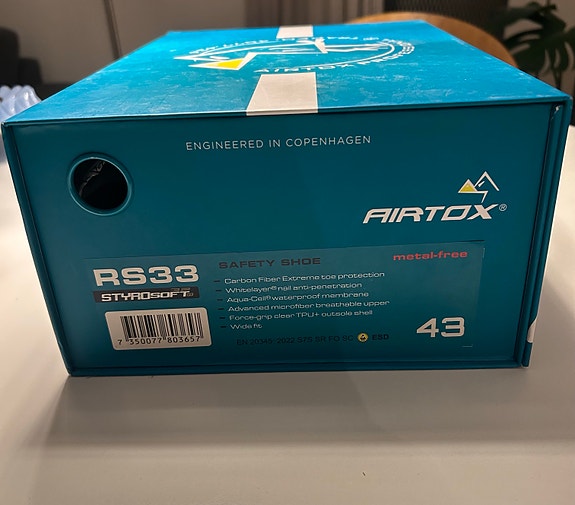 AIRTOX
ENGINEERED IN COPENHAGEN
AIRTOX®
RS33
STYROSOFT
SAFETY SHOE
metal-free
– Carbon Fiber Extreme toe protection
– Whitelayer® nail anti-penetration
– Aqua-Cell® waterproof membrane
– Advanced microfiber breathable upper
– Force-grip clear TPU+ outsole shell
– Wide fit
ESD
43
7 350077 803657